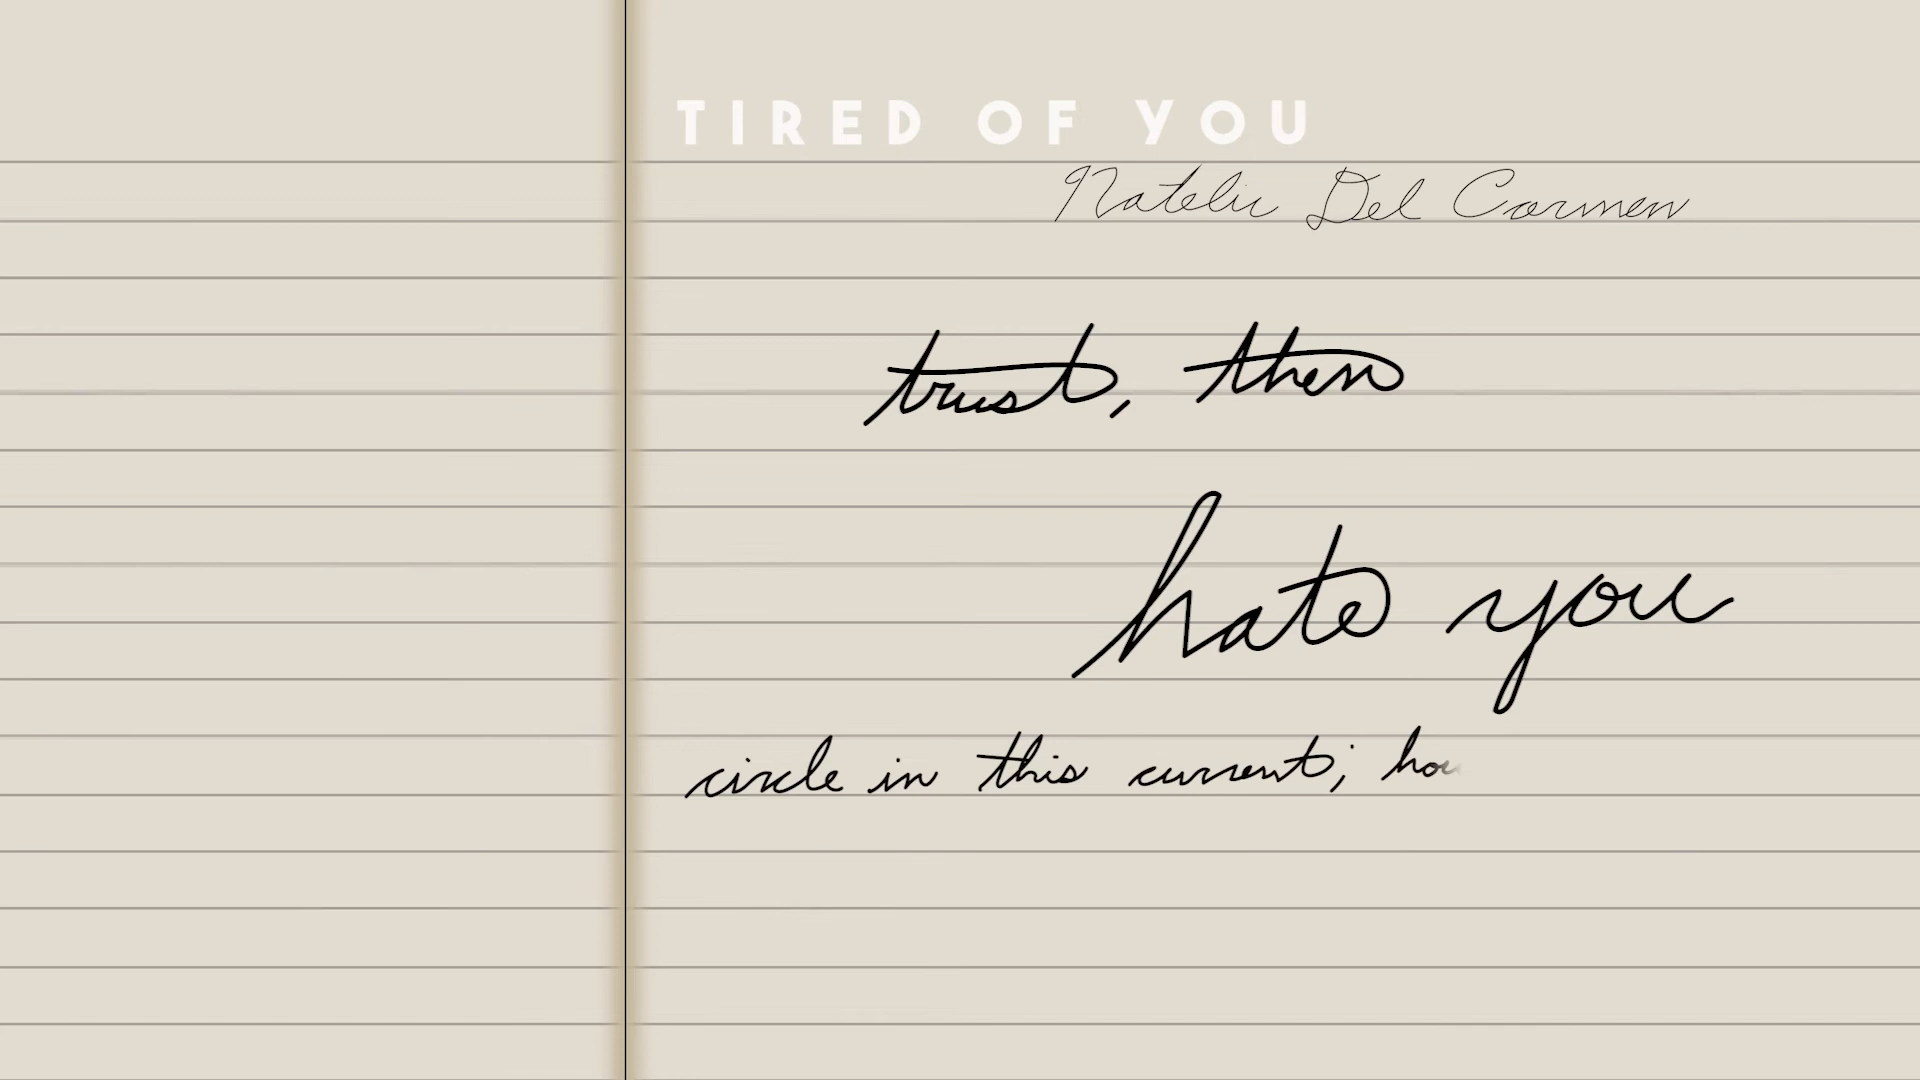 TIRED OF YOU
Natalie Del Carmen
trust, then
hate you
circle in this current;